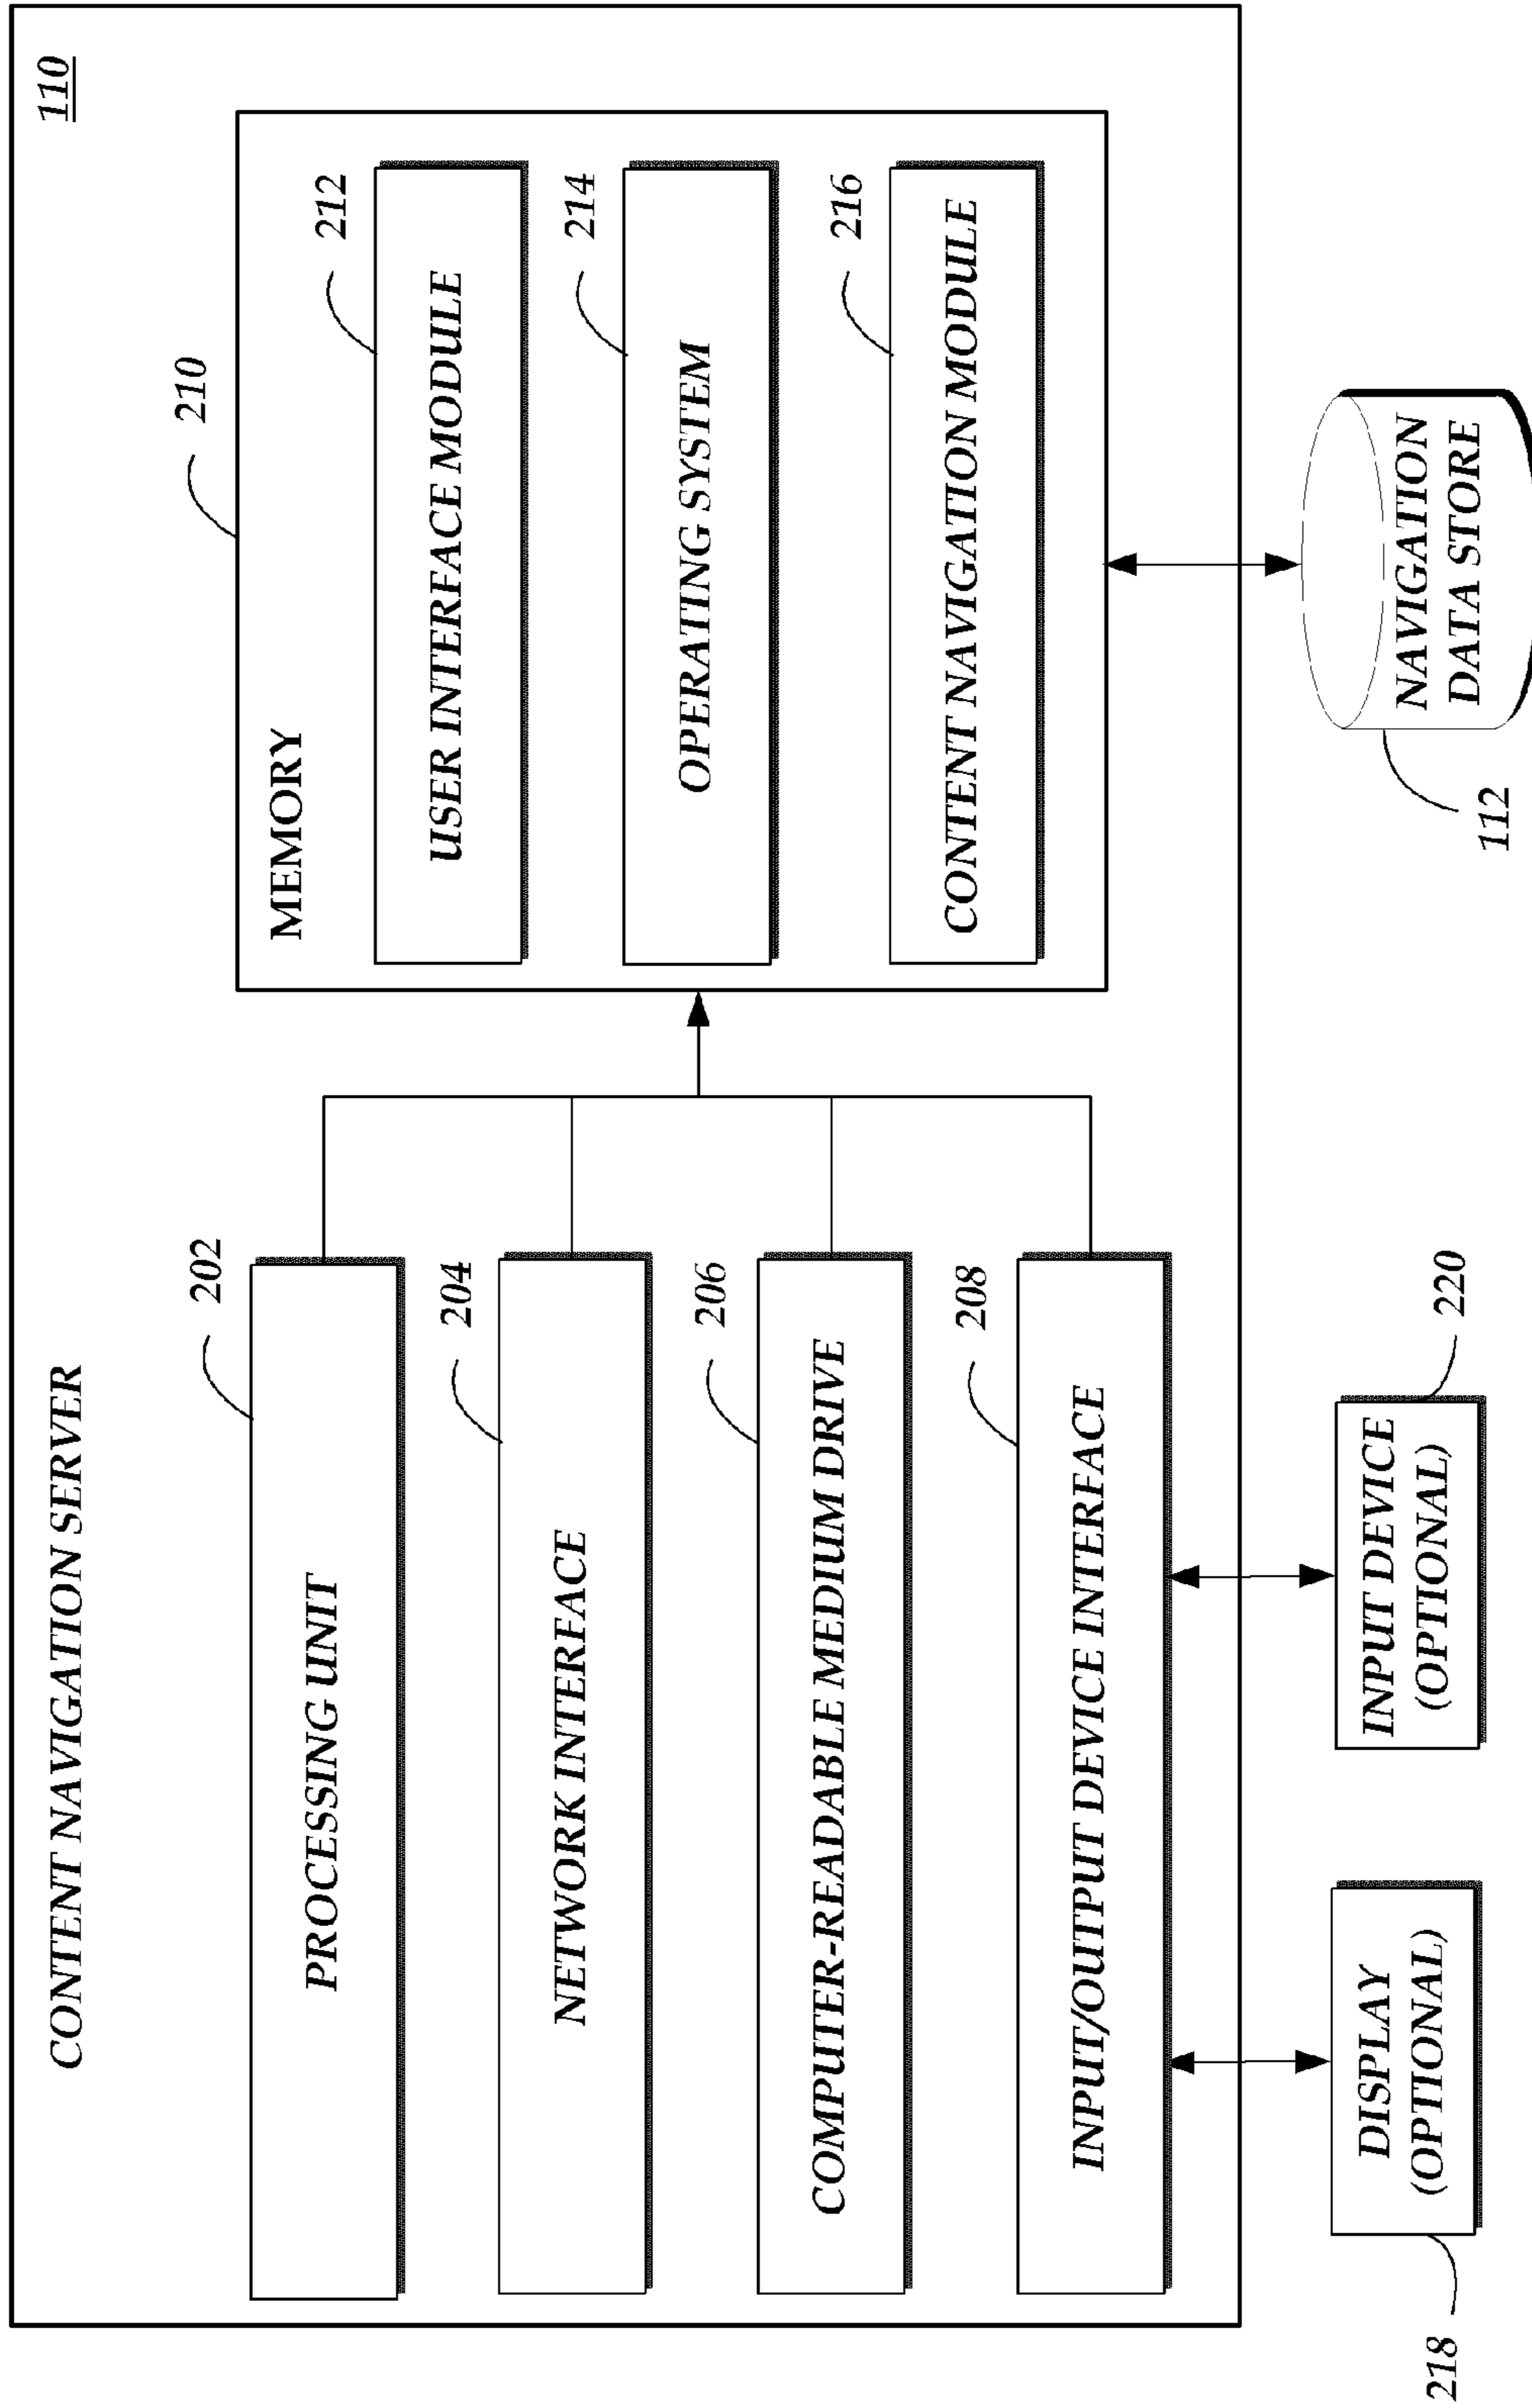 CONTENT NAVIGATION SERVER
110
202
PROCESSING UNIT
204
NETWORK INTERFACE
206
COMPUTER-READABLE MEDIUM DRIVE
208
INPUT/OUTPUT DEVICE INTERFACE
210
MEMORY
212
USER INTERFACE MODULE
214
OPERATING SYSTEM
216
CONTENT NAVIGATION MODULE
218
DISPLAY
(OPTIONAL)
220
INPUT DEVICE
(OPTIONAL)
112
NAVIGATION
DATA STORE